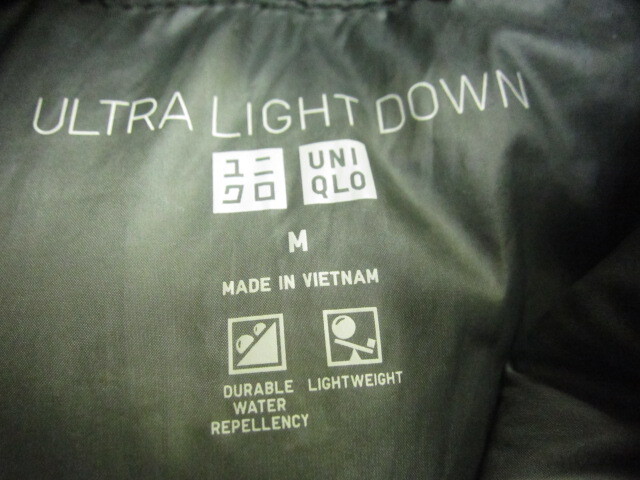 ULTRA LIGHT DOWN
ユニ UNI
クロ QLO
M
MADE IN VIETNAM
DURABLE LIGHTWEIGHT
WATER
REPELLENCY